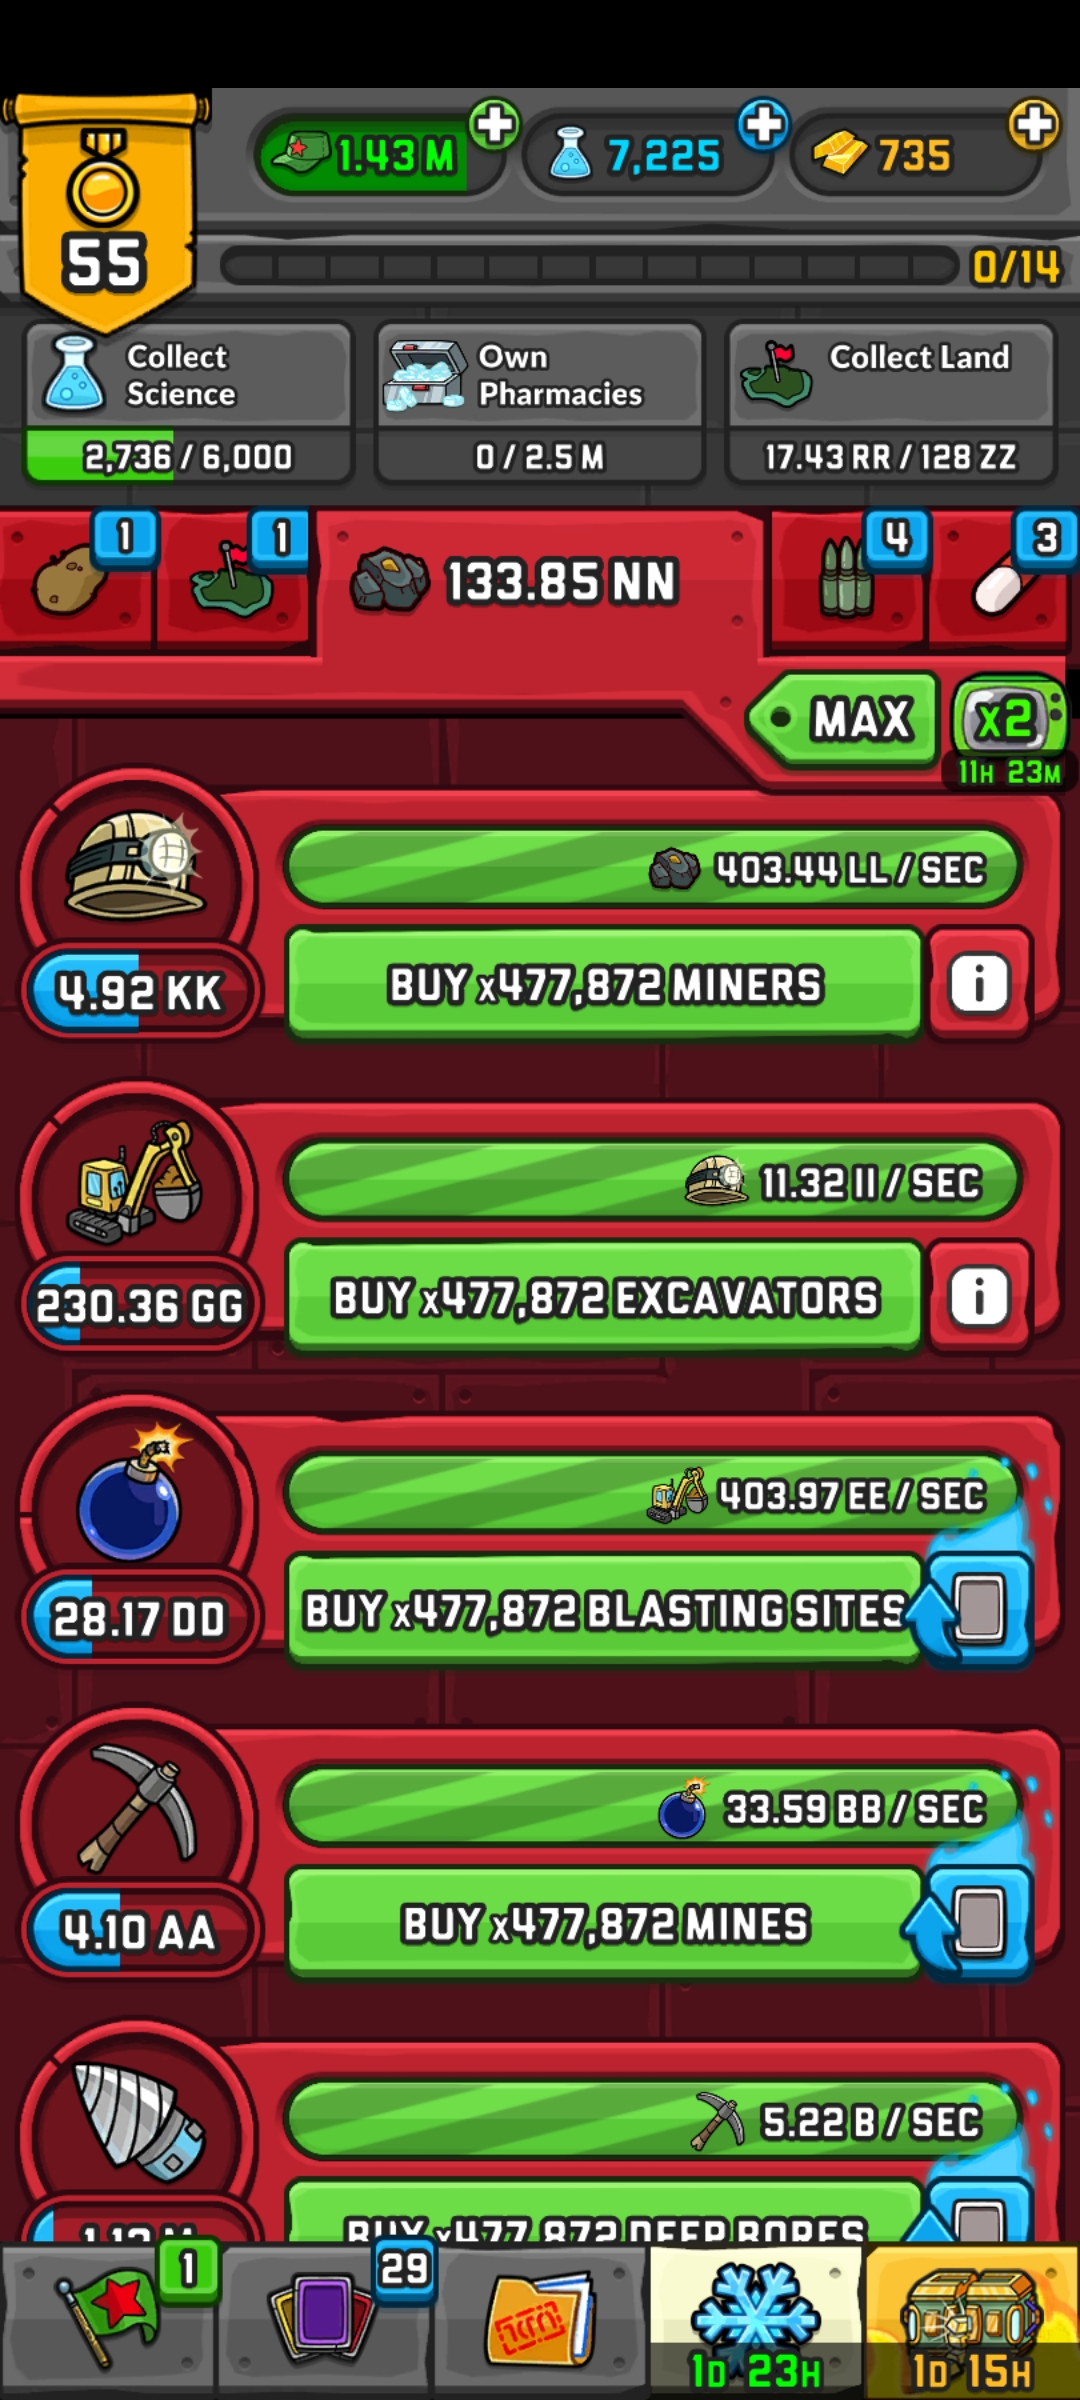 1.43 M
7,225
735
55
0/14
Collect
Science
Own
Pharmacies
Collect Land
2,736 / 6,000
0 / 2.5 M
17.43 RR / 128 ZZ
1
1
133.85 NN
4
3
MAX
x2
11H 23M
403.44 LL / SEC
4.92 KK
BUY x477,872 MINERS
i
11.32 II / SEC
230.36 GG
BUY x477,872 EXCAVATORS
i
403.97 EE / SEC
28.17 DD
BUY x477,872 BLASTING SITES
33.59 BB / SEC
4.10 AA
BUY x477,872 MINES
5.22 B / SEC
BUY x477,872 DEEP BORES
1
29
1D 23H
1D 15H